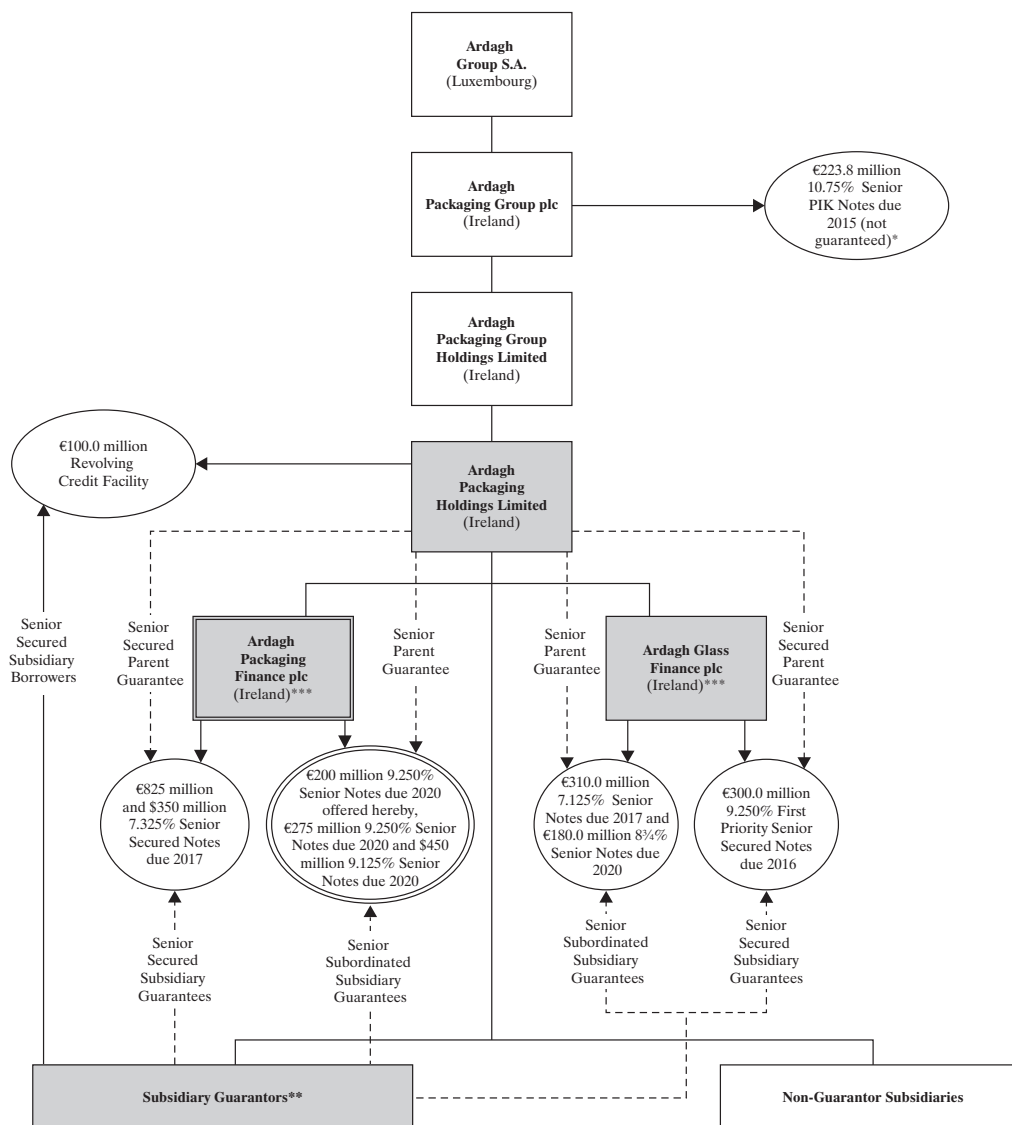 Ardagh
Group S.A.
(Luxembourg)
Ardagh
Packaging Group plc
(Ireland)
€223.8 million
10.75% Senior
PIK Notes due
2015 (not
guaranteed)*
Ardagh
Packaging Group
Holdings Limited
(Ireland)
€100.0 million
Revolving
Credit Facility
Ardagh
Packaging
Holdings Limited
(Ireland)
Senior
Secured
Subsidiary
Borrowers
Senior
Secured
Parent
Guarantee
Ardagh
Packaging
Finance plc
(Ireland)***
Senior
Parent
Guarantee
Senior
Parent
Guarantee
Ardagh Glass
Finance plc
(Ireland)***
Senior
Secured
Parent
Guarantee
€825 million
and $350 million
7.325% Senior
Secured Notes
due 2017
€200 million 9.250%
Senior Notes due 2020
offered hereby,
€275 million 9.250% Senior
Notes due 2020 and $450
million 9.125% Senior
Notes due 2020
€310.0 million
7.125% Senior
Notes due 2017 and
€180.0 million 8¾%
Senior Notes due
2020
€300.0 million
9.250% First
Priority Senior
Secured Notes
due 2016
Senior
Secured
Subsidiary
Guarantees
Senior
Subordinated
Subsidiary
Guarantees
Senior
Subordinated
Subsidiary
Guarantees
Senior
Secured
Subsidiary
Guarantees
Subsidiary Guarantors**
Non-Guarantor Subsidiaries